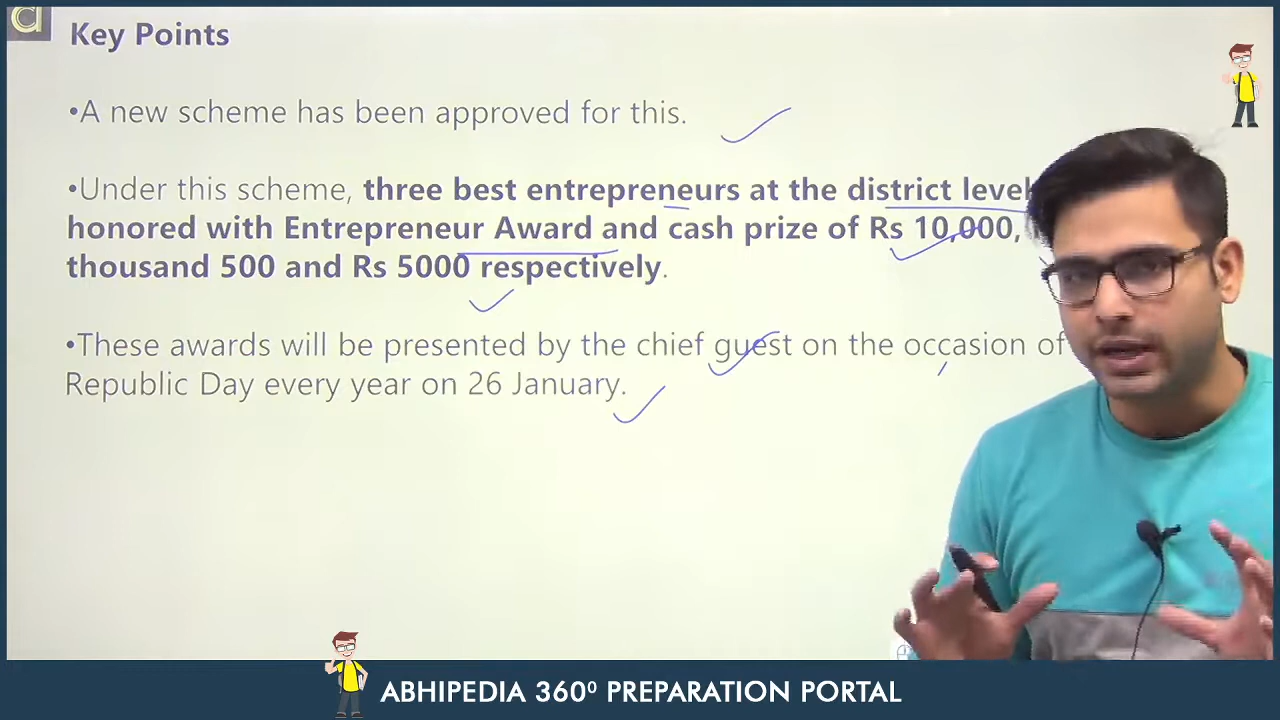 Key Points
•A new scheme has been approved for this.
•Under this scheme, three best entrepreneurs at the district level
honored with Entrepreneur Award and cash prize of Rs 10,000,
thousand 500 and Rs 5000 respectively.
•These awards will be presented by the chief guest on the occasion of
Republic Day every year on 26 January.
ABHIPEDIA 360⁰ PREPARATION PORTAL